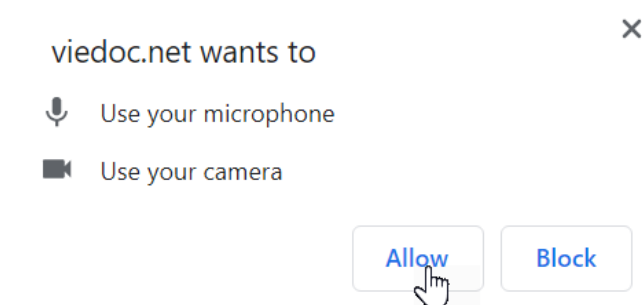 viedoc.net wants to
Use your microphone
Use your camera
Allow
Block